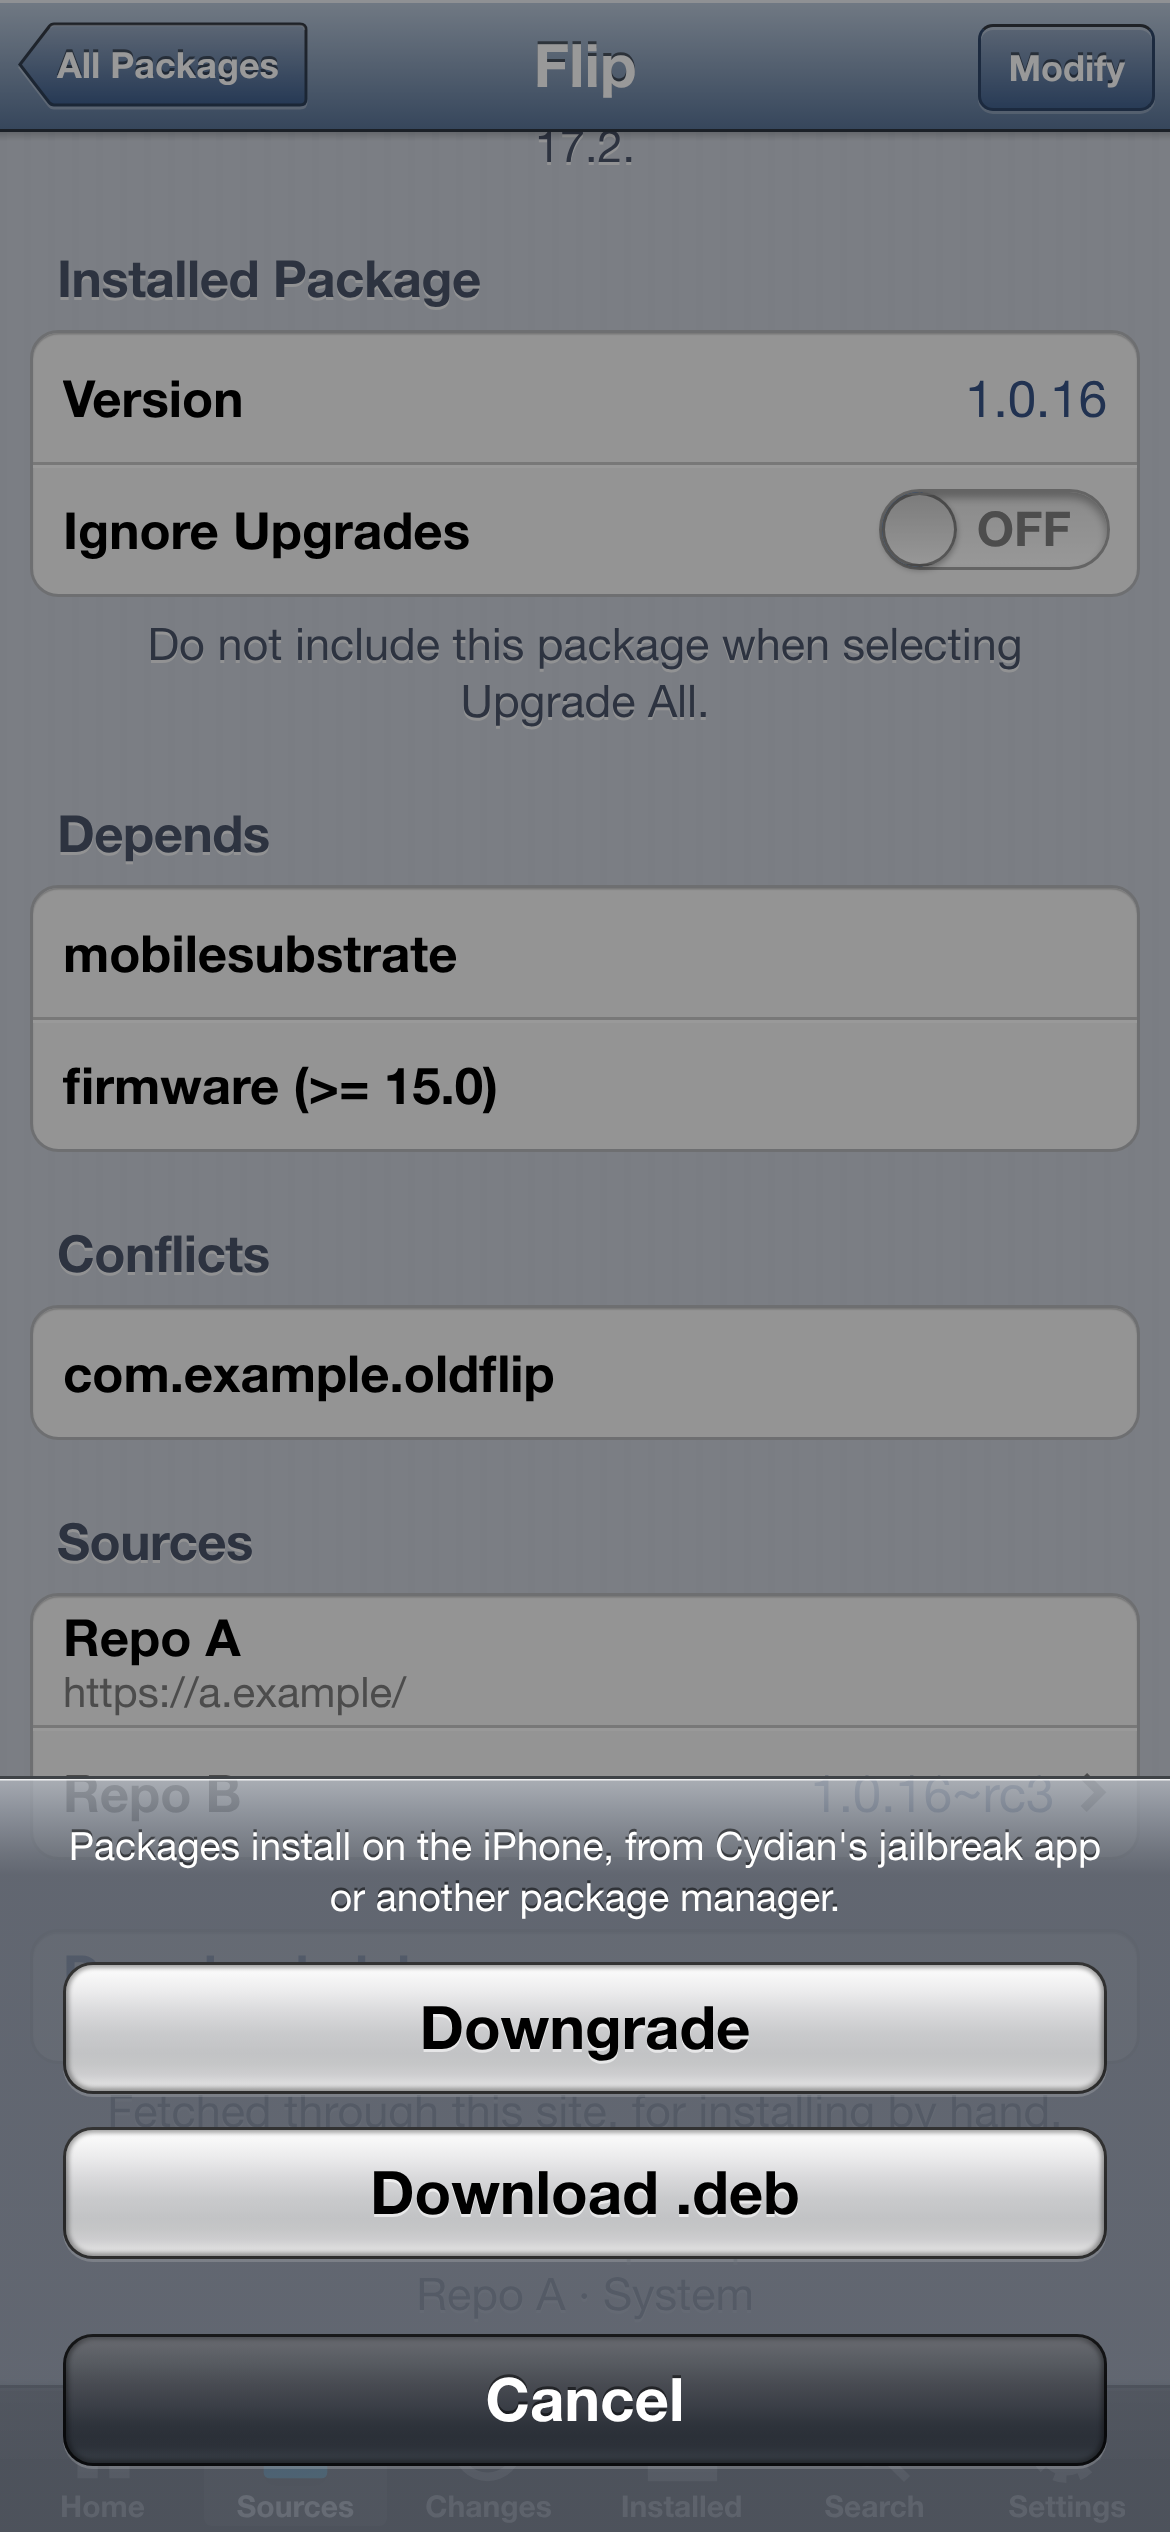 All Packages
Flip
Modify
17.2.
Installed Package
Version
1.0.16
Ignore Upgrades
OFF
Do not include this package when selecting
Upgrade All.
Depends
mobilesubstrate
firmware (>= 15.0)
Conflicts
com.example.oldflip
Sources
Repo A
https://a.example/
Repo B
1.0.16~rc3
Packages install on the iPhone, from Cydian's jailbreak app
or another package manager.
Downgrade
Fetched through this site, for installing by hand.
Download .deb
Repo A · System
Cancel
Home
Sources
Changes
Installed
Search
Settings